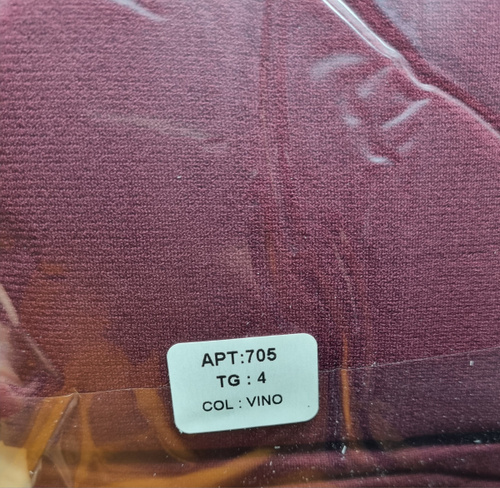 APT:705
TG : 4
COL : VINO